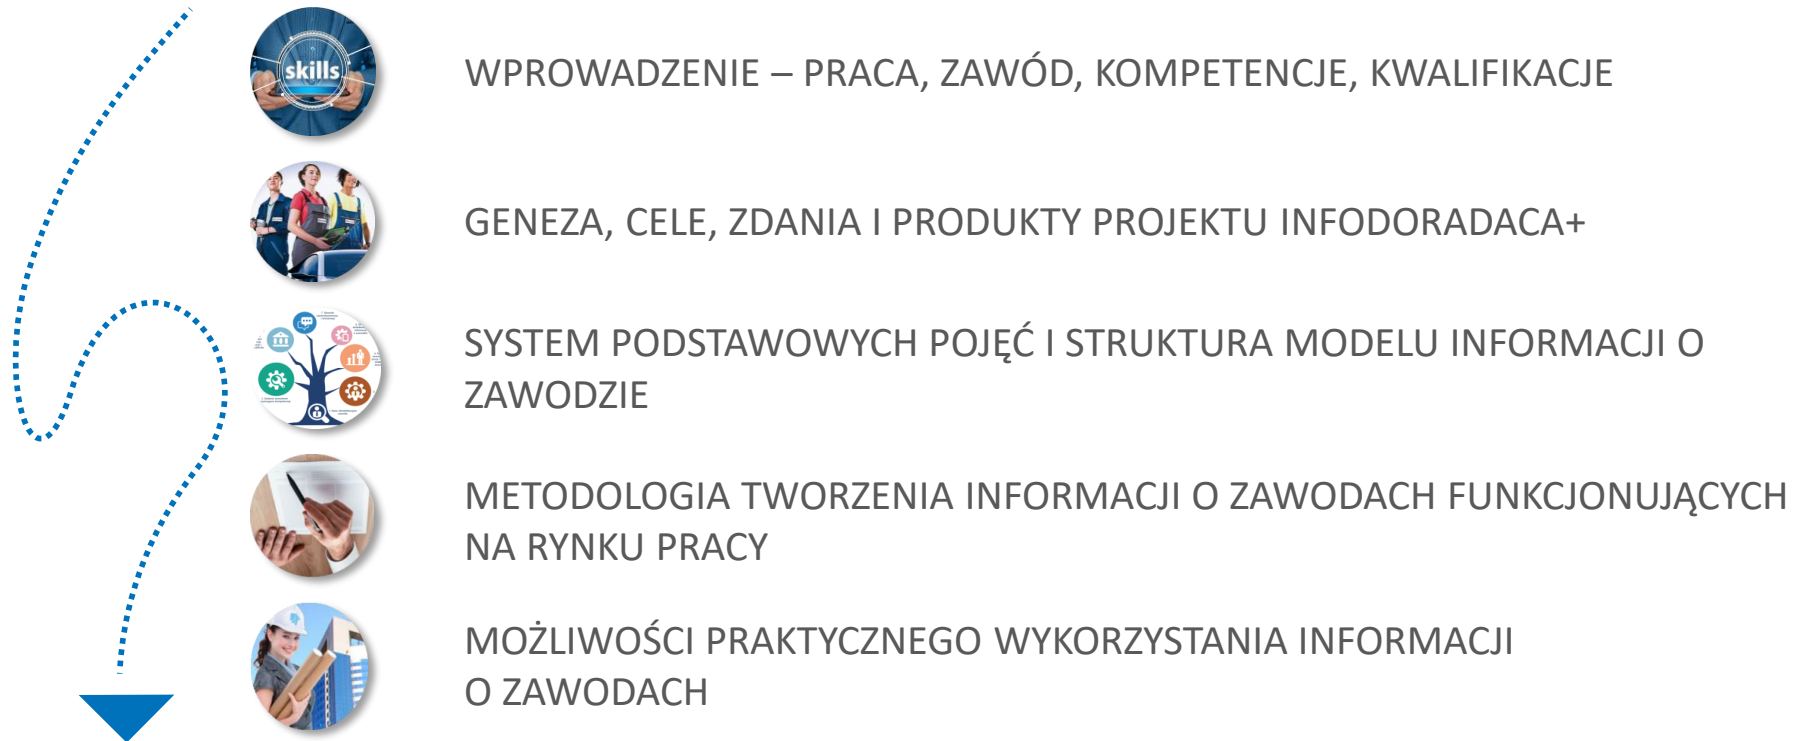 skills
WPROWADZENIE – PRACA, ZAWÓD, KOMPETENCJE, KWALIFIKACJE
GENEZA, CELE, ZDANIA I PRODUKTY PROJEKTU INFODORADACA+
SYSTEM PODSTAWOWYCH POJĘĆ I STRUKTURA MODELU INFORMACJI O
ZAWODZIE
METODOLOGIA TWORZENIA INFORMACJI O ZAWODACH FUNKCJONUJĄCYCH
NA RYNKU PRACY
MOŻLIWOŚCI PRAKTYCZNEGO WYKORZYSTANIA INFORMACJI
O ZAWODACH